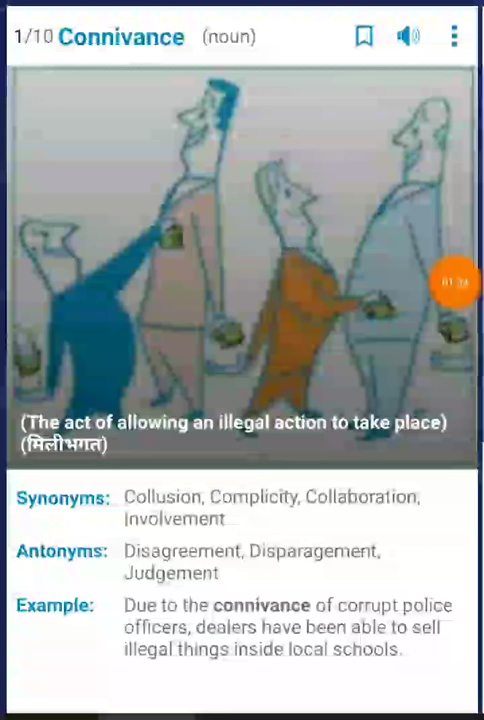 1/10 Connivance (noun)
(The act of allowing an illegal action to take place)
(मिलीभगत)
Synonyms: Collusion, Complicity, Collaboration,
Involvement
Antonyms: Disagreement, Disparagement,
Judgement
Example: Due to the connivance of corrupt police
officers, dealers have been able to sell
illegal things inside local schools.